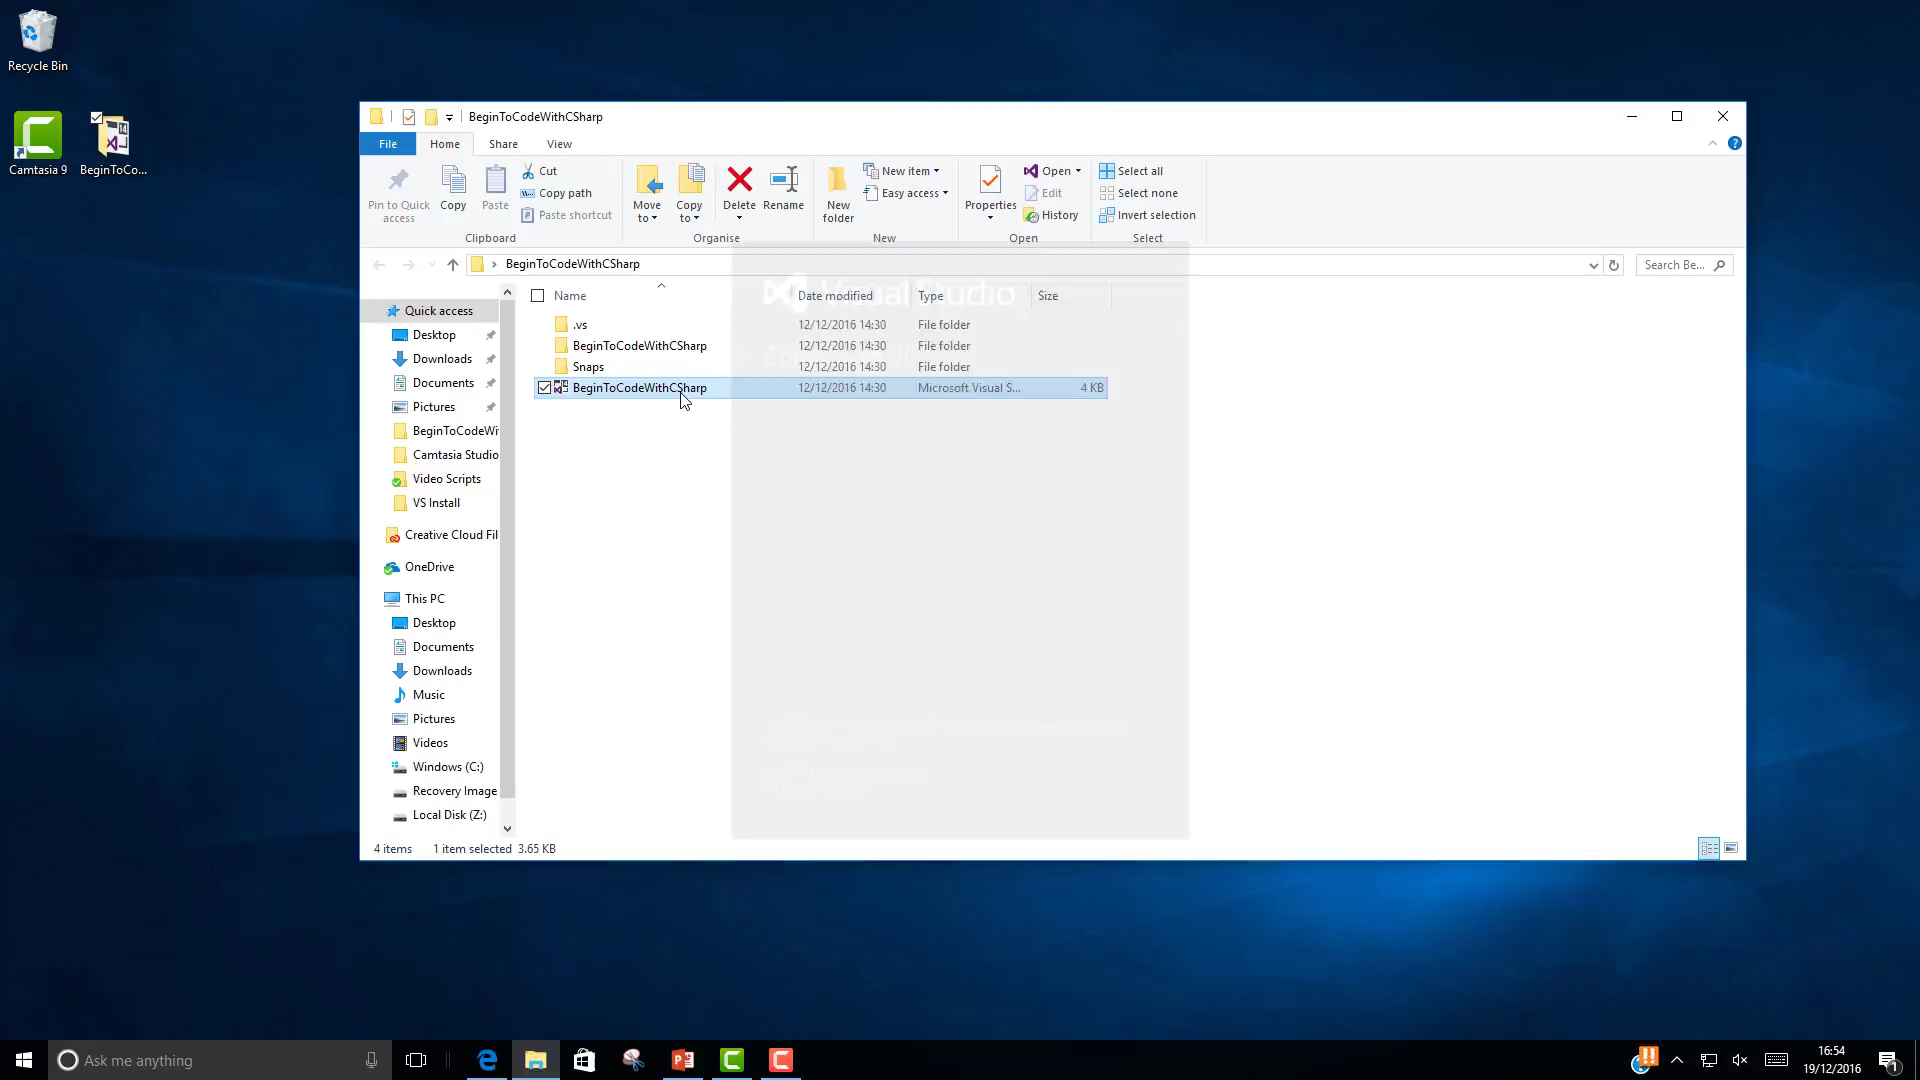 Recycle Bin
Camtasia 9
BeginToCo...
BeginToCodeWithCSharp
File
Home
Share
View
Pin to Quick access
Copy
Paste
Cut
Copy path
Paste shortcut
Clipboard
Move to
Copy to
Delete
Rename
Organise
New folder
New item
Easy access
New
Properties
Open
Edit
History
Open
Select all
Select none
Invert selection
Select
BeginToCodeWithCSharp
Search Be...
Visual Studio
Name
Date modified
Type
Size
.vs 12/12/2016 14:30 File folder
BeginToCodeWithCSharp 12/12/2016 14:30 File folder
Snaps 12/12/2016 14:30 File folder
BeginToCodeWithCSharp 12/12/2016 14:30 Microsoft Visual S... 4 KB
Quick access
Desktop
Downloads
Documents
Pictures
BeginToCodeWi
Camtasia Studio
Video Scripts
VS Install
Creative Cloud Fil
OneDrive
This PC
Desktop
Documents
Downloads
Music
Pictures
Videos
Windows (C:)
Recovery Image
Local Disk (Z:)
4 items 1 item selected 3.65 KB
Ask me anything
16:54
19/12/2016
1